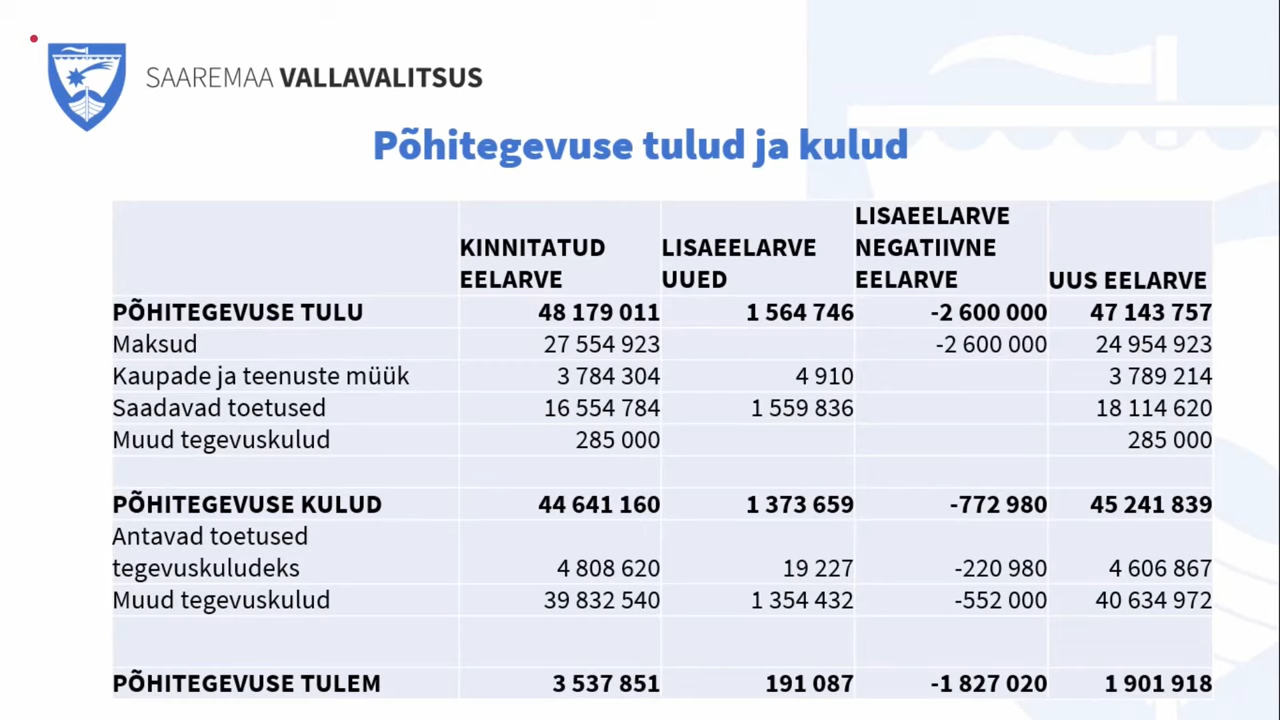 SAAREMAA VALLAVALITSUS
Põhitegevuse tulud ja kulud
KINNITATUD EELARVE LISAEELARVE UUED LISAEELARVE NEGATIIVNE EELARVE UUS EELARVE
PÕHITEGEVUSE TULU 48 179 011 1 564 746 -2 600 000 47 143 757
Maksud 27 554 923 -2 600 000 24 954 923
Kaupade ja teenuste müük 3 784 304 4 910 3 789 214
Saadavad toetused 16 554 784 1 559 836 18 114 620
Muud tegevuskulud 285 000 285 000
PÕHITEGEVUSE KULUD 44 641 160 1 373 659 -772 980 45 241 839
Antavad toetused
tegevuskuludeks 4 808 620 19 227 -220 980 4 606 867
Muud tegevuskulud 39 832 540 1 354 432 -552 000 40 634 972
PÕHITEGEVUSE TULEM 3 537 851 191 087 -1 827 020 1 901 918